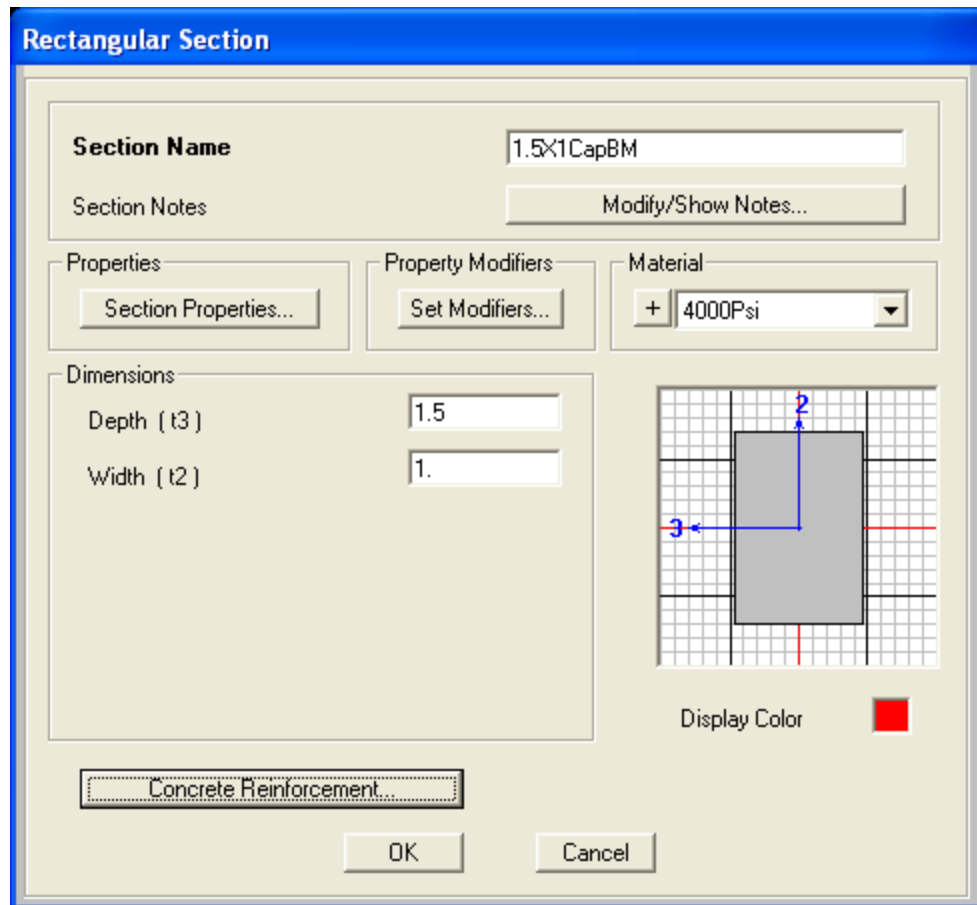 Rectangular Section
Section Name 1.5X1CapBM
Section Notes Modify/Show Notes...
Properties Property Modifiers Material
Section Properties... Set Modifiers... + 4000Psi
Dimensions
Depth ( t3 ) 1.5
Width ( t2 ) 1.
2
3
Display Color
Concrete Reinforcement...
OK Cancel